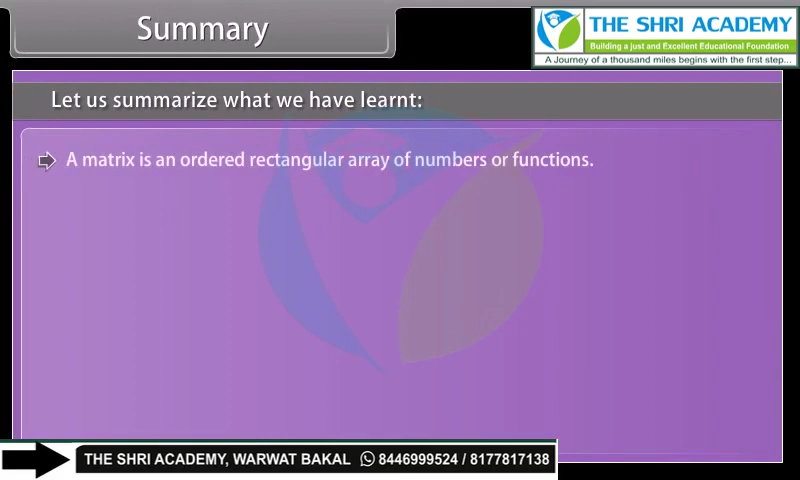 Summary
THE SHRI ACADEMY
Building a just and Excellent Educational Foundation
A Journey of a thousand miles begins with the first step...
Let us summarize what we have learnt:
A matrix is an ordered rectangular array of numbers or functions.
THE SHRI ACADEMY, WARWAT BAKAL 8446999524 / 8177817138